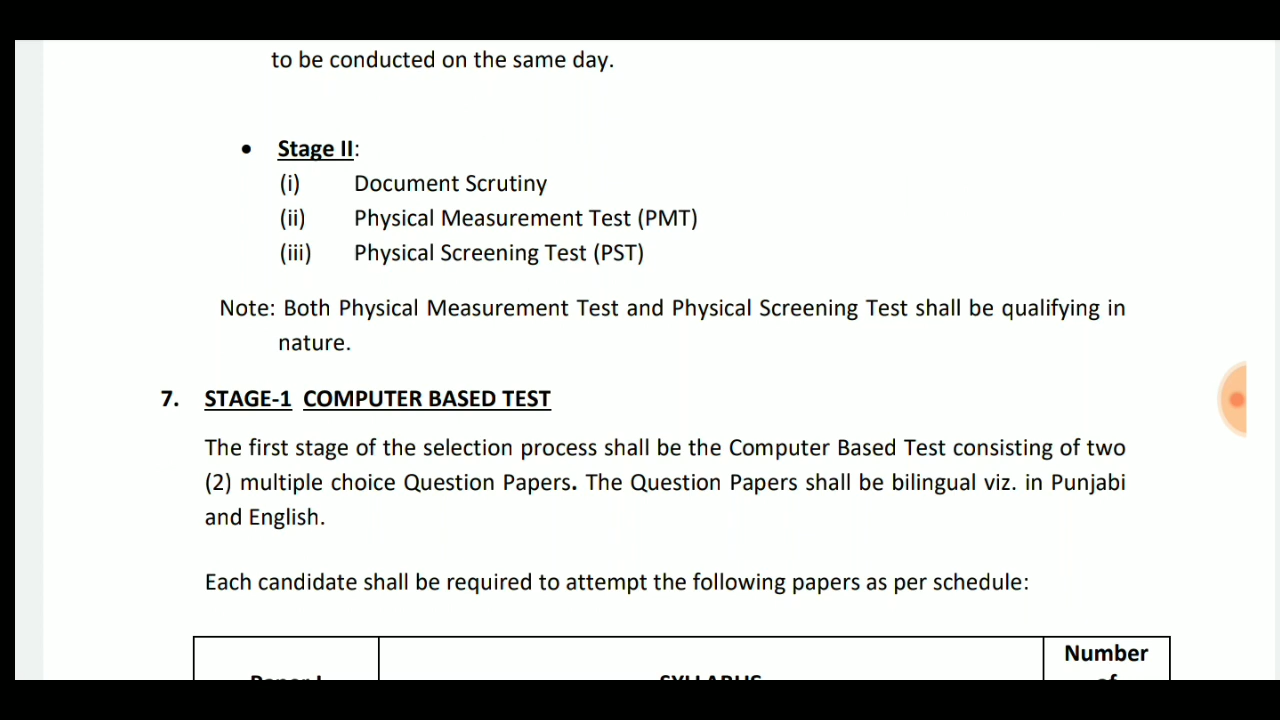 to be conducted on the same day.
• Stage II:
(i) Document Scrutiny
(ii) Physical Measurement Test (PMT)
(iii) Physical Screening Test (PST)
Note: Both Physical Measurement Test and Physical Screening Test shall be qualifying in
nature.
7. STAGE-1 COMPUTER BASED TEST
The first stage of the selection process shall be the Computer Based Test consisting of two
(2) multiple choice Question Papers. The Question Papers shall be bilingual viz. in Punjabi
and English.
Each candidate shall be required to attempt the following papers as per schedule:
Number
Paper I SYLLABUS of